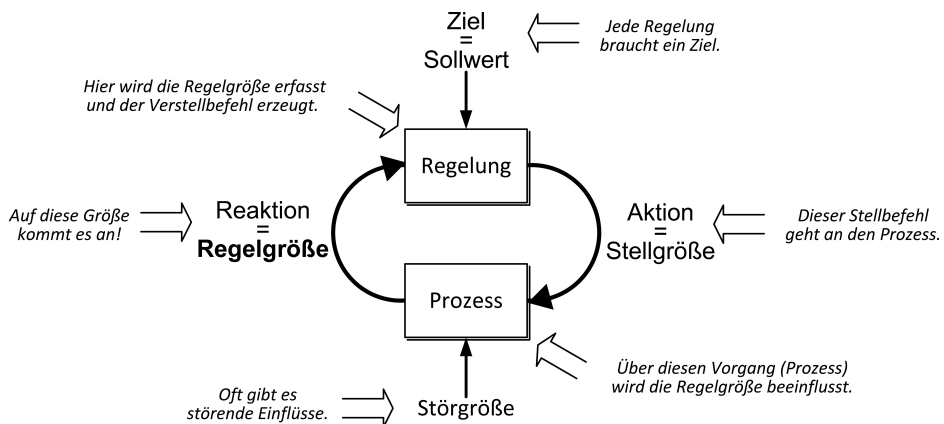 Ziel
=
Sollwert
Jede Regelung
braucht ein Ziel.
Hier wird die Regelgröße erfasst
und der Verstellbefehl erzeugt.
Regelung
Auf diese Größe
kommt es an!
Reaktion
=
Regelgröße
Aktion
=
Stellgröße
Dieser Stellbefehl
geht an den Prozess.
Prozess
Über diesen Vorgang (Prozess)
wird die Regelgröße beeinflusst.
Oft gibt es
störende Einflüsse.
Störgröße